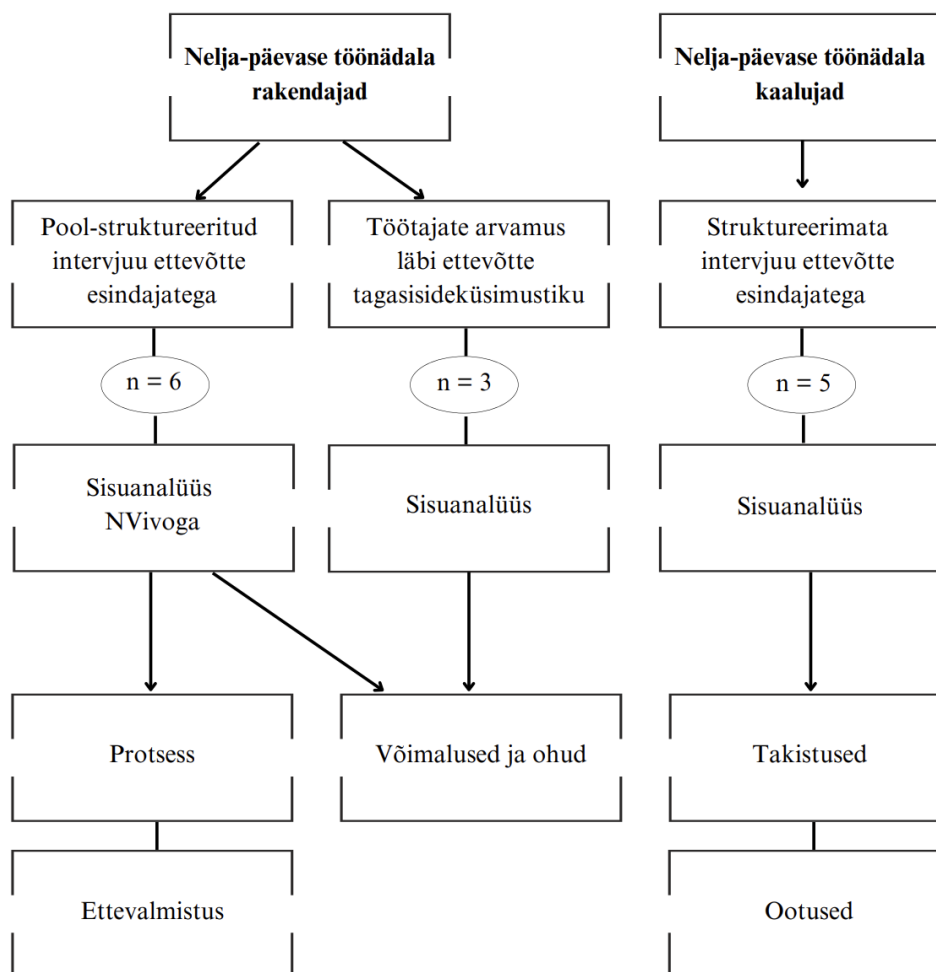 Nelja-päevase töönädala
rakendajad
Nelja-päevase töönädala
kaalujad
Pool-struktureeritud
intervjuu ettevõtte
esindajatega
Töötajate arvamus
läbi ettevõtte
tagasisideküsimustiku
Struktureerimata
intervjuu ettevõtte
esindajatega
n = 6
n = 3
n = 5
Sisuanalüüs
NVivoga
Sisuanalüüs
Sisuanalüüs
Protsess
Võimalused ja ohud
Takistused
Ettevalmistus
Ootused